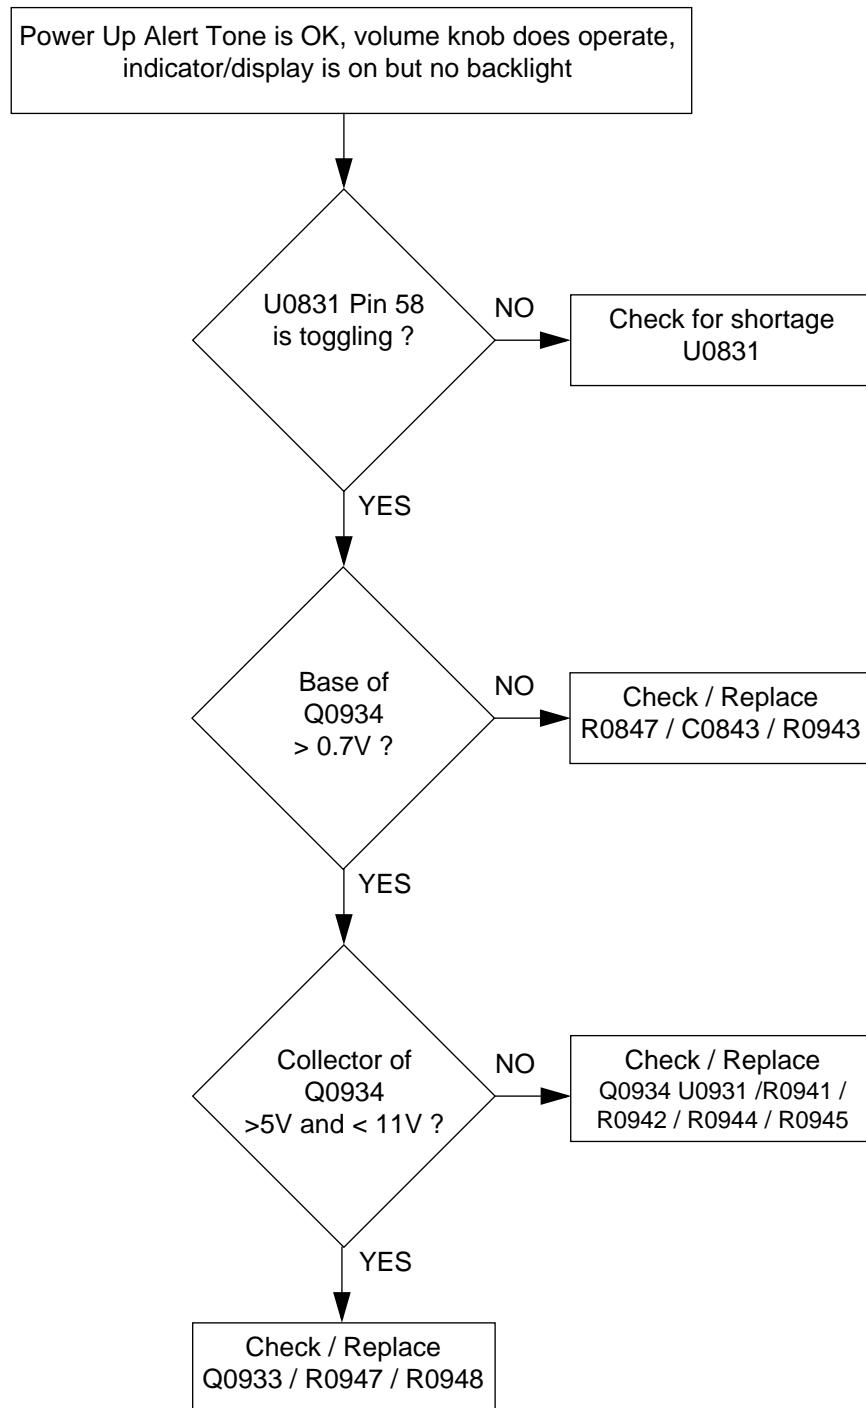 Power Up Alert Tone is OK, volume knob does operate,
indicator/display is on but no backlight
U0831 Pin 58
is toggling ?
NO
Check for shortage
U0831
YES
Base of
Q0934
> 0.7V ?
NO
Check / Replace
R0847 / C0843 / R0943
YES
Collector of
Q0934
>5V and < 11V ?
NO
Check / Replace
Q0934 U0931 /R0941 /
R0942 / R0944 / R0945
YES
Check / Replace
Q0933 / R0947 / R0948